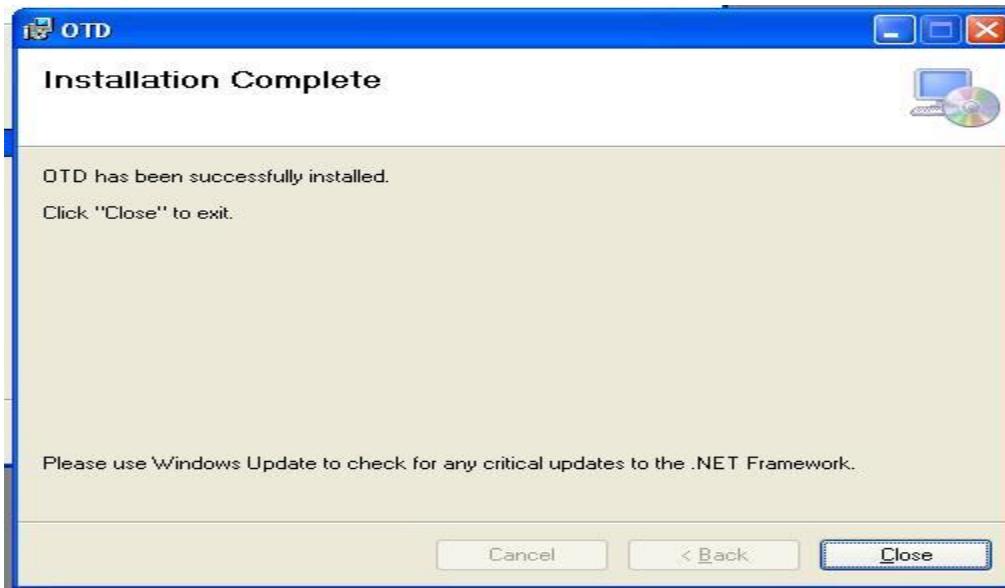 OTD
Installation Complete
OTD has been successfully installed.
Click "Close" to exit.
Please use Windows Update to check for any critical updates to the .NET Framework.
Cancel
< Back
Close